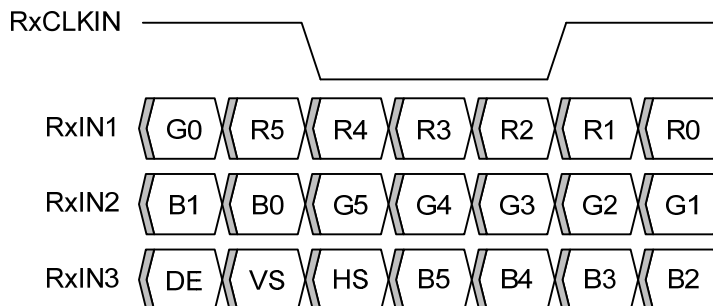 RxCLKIN
RxIN1 G0 R5 R4 R3 R2 R1 R0
RxIN2 B1 B0 G5 G4 G3 G2 G1
RxIN3 DE VS HS B5 B4 B3 B2